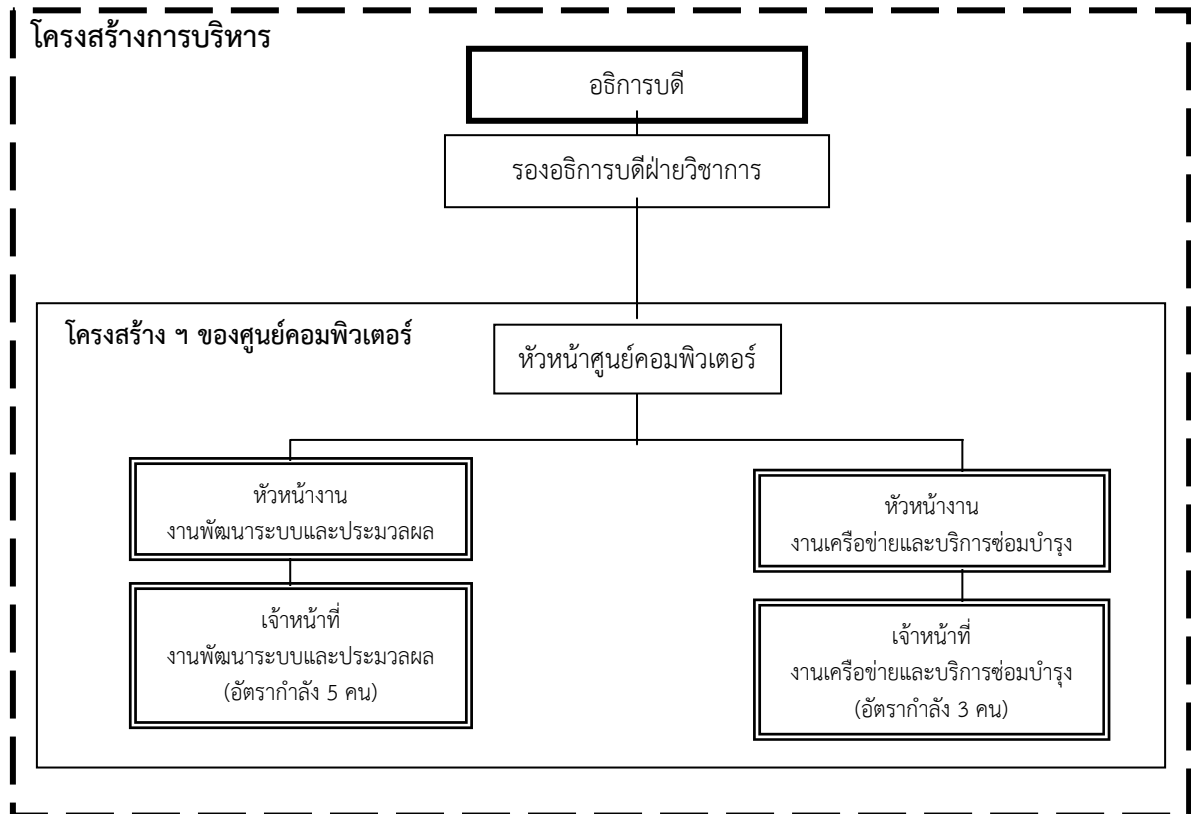 โครงสร้างการบริหาร
อธิการบดี
รองอธิการบดีฝ่ายวิชาการ
โครงสร้าง ฯ ของศูนย์คอมพิวเตอร์
หัวหน้าศูนย์คอมพิวเตอร์
หัวหน้างาน
งานพัฒนาระบบและประมวลผล
เจ้าหน้าที่
งานพัฒนาระบบและประมวลผล
(อัตรากำลัง 5 คน)
หัวหน้างาน
งานเครือข่ายและบริการซ่อมบำรุง
เจ้าหน้าที่
งานเครือข่ายและบริการซ่อมบำรุง
(อัตรากำลัง 3 คน)